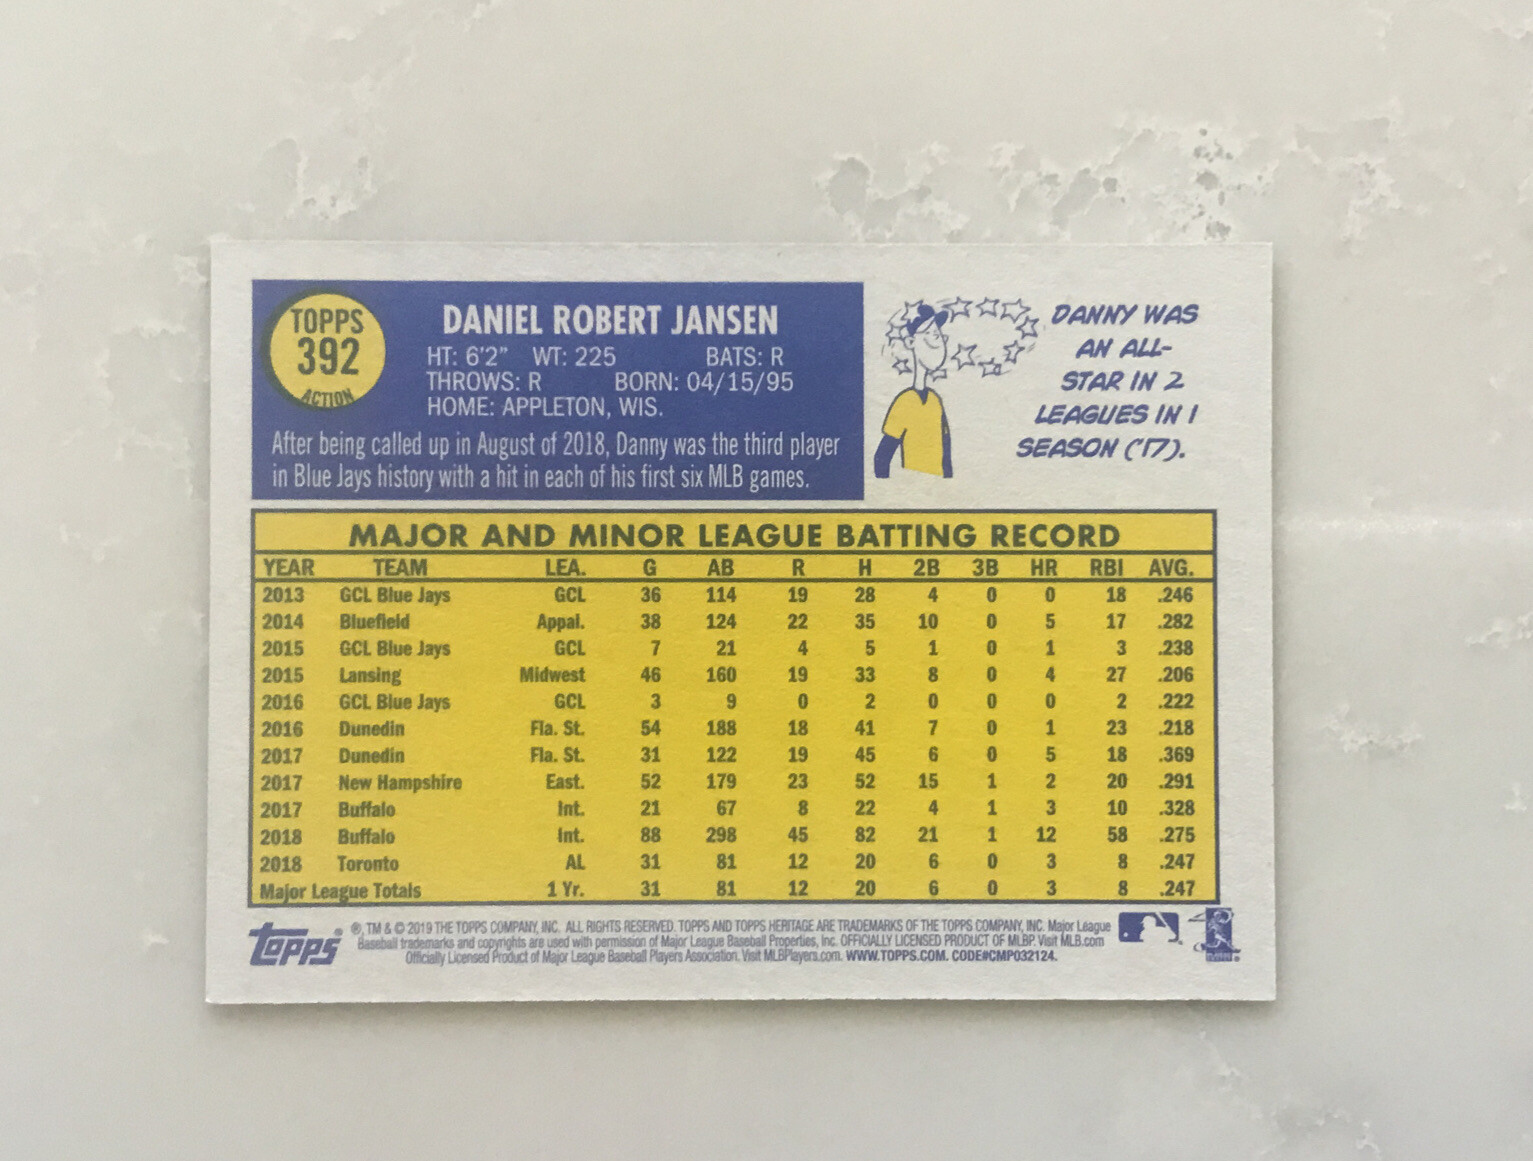 TOPPS
392
ACTION
DANIEL ROBERT JANSEN
HT: 6'2" WT: 225 BATS: R
THROWS: R BORN: 04/15/95
HOME: APPLETON, WIS.
After being called up in August of 2018, Danny was the third player
in Blue Jays history with a hit in each of his first six MLB games.
DANNY WAS
AN ALL-
STAR IN 2
LEAGUES IN 1
SEASON ('17).
MAJOR AND MINOR LEAGUE BATTING RECORD
YEAR TEAM LEA. G AB R H 2B 3B HR RBI AVG.
2013 GCL Blue Jays GCL 36 114 19 28 4 0 0 18 .246
2014 Bluefield Appal. 38 124 22 35 10 0 5 17 .282
2015 GCL Blue Jays GCL 7 21 4 5 1 0 1 3 .238
2015 Lansing Midwest 46 160 19 33 8 0 4 27 .206
2016 GCL Blue Jays GCL 3 9 0 2 0 0 0 2 .222
2016 Dunedin Fla. St. 54 188 18 41 7 0 1 23 .218
2017 Dunedin Fla. St. 31 122 19 45 6 0 5 18 .369
2017 New Hampshire East. 52 179 23 52 15 1 2 20 .291
2017 Buffalo Int. 21 67 8 22 4 1 3 10 .328
2018 Buffalo Int. 88 298 45 82 21 1 12 58 .275
2018 Toronto AL 31 81 12 20 6 0 3 8 .247
Major League Totals 1 Yr. 31 81 12 20 6 0 3 8 .247
topps®
®, TM & © 2019 THE TOPPS COMPANY, INC. ALL RIGHTS RESERVED. TOPPS AND TOPPS HERITAGE ARE TRADEMARKS OF THE TOPPS COMPANY, INC. Major League
Baseball trademarks and copyrights are used with permission of Major League Baseball Properties, Inc. OFFICIALLY LICENSED PRODUCT OF MLBP. Visit MLB.com
Officially Licensed Product of Major League Baseball Players Association. Visit MLBPlayers.com. WWW.TOPPS.COM. CODE#CMP032124.